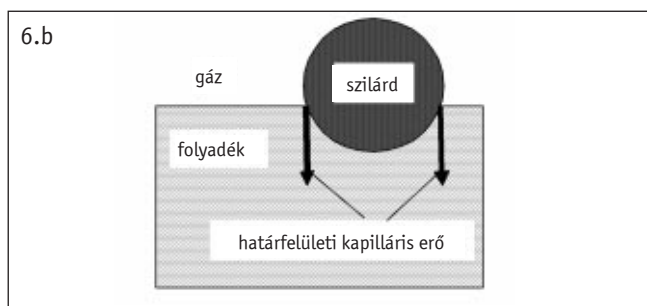 6.b
gáz
szilárd
folyadék
határfelületi kapilláris erő